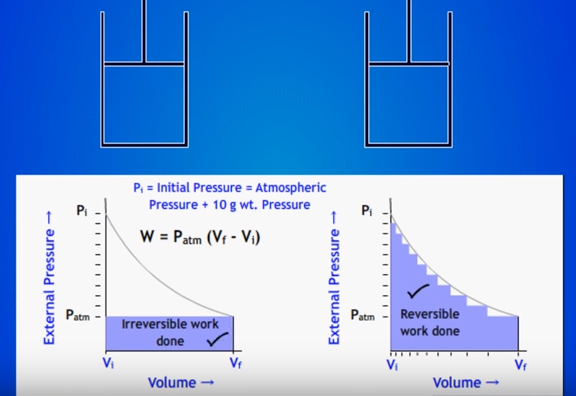 Pᵢ = Initial Pressure = Atmospheric
Pressure + 10 g wt. Pressure
External Pressure →
Pᵢ
W = Pₐₜₘ (V𝒻 - Vᵢ)
Pₐₜₘ
Irreversible work
done
Vᵢ
V𝒻
Volume →
External Pressure →
Pᵢ
Pₐₜₘ
Reversible
work done
Vᵢ
V𝒻
Volume →